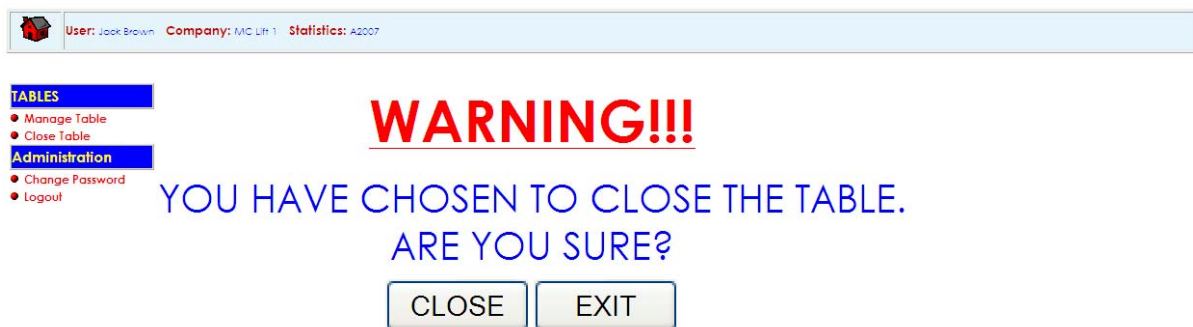 User: Jack Brown Company: MC Lift 1 Statistics: A2007
TABLES
Manage Table
Close Table
Administration
Change Password
Logout
WARNING!!!
YOU HAVE CHOSEN TO CLOSE THE TABLE.
ARE YOU SURE?
CLOSE EXIT